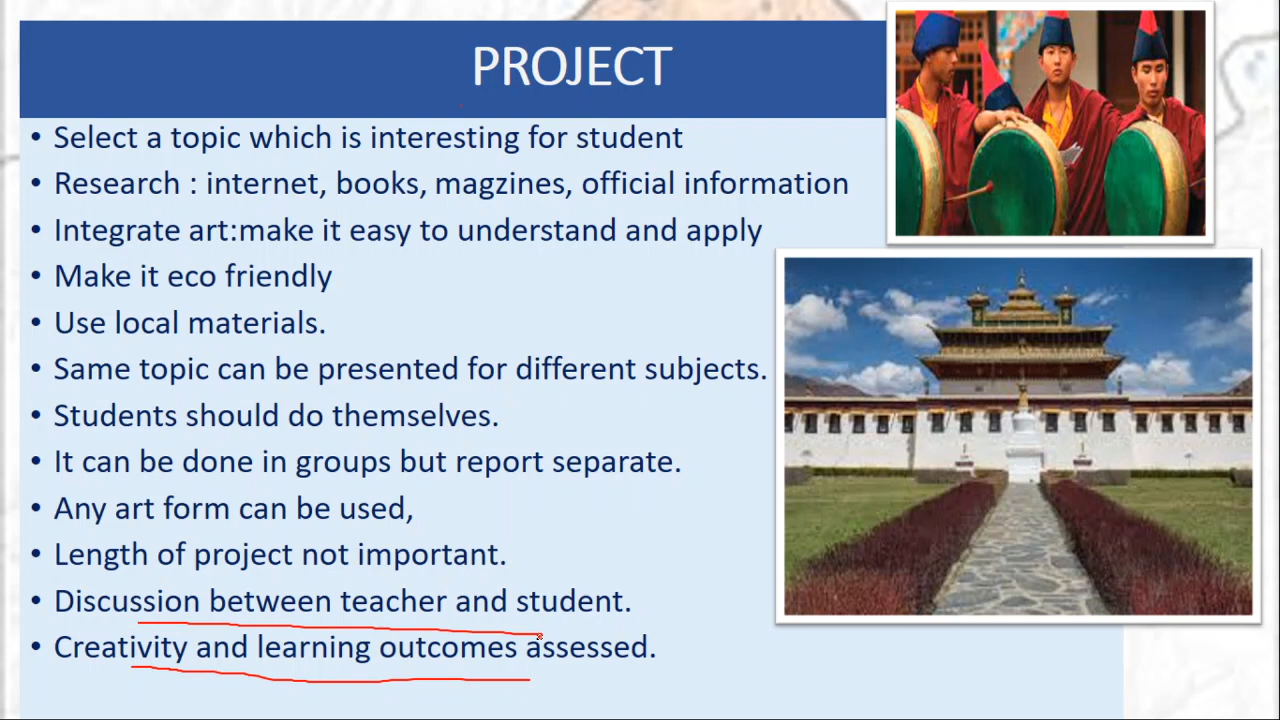 PROJECT
• Select a topic which is interesting for student
• Research : internet, books, magzines, official information
• Integrate art:make it easy to understand and apply
• Make it eco friendly
• Use local materials.
• Same topic can be presented for different subjects.
• Students should do themselves.
• It can be done in groups but report separate.
• Any art form can be used,
• Length of project not important.
• Discussion between teacher and student.
• Creativity and learning outcomes assessed.